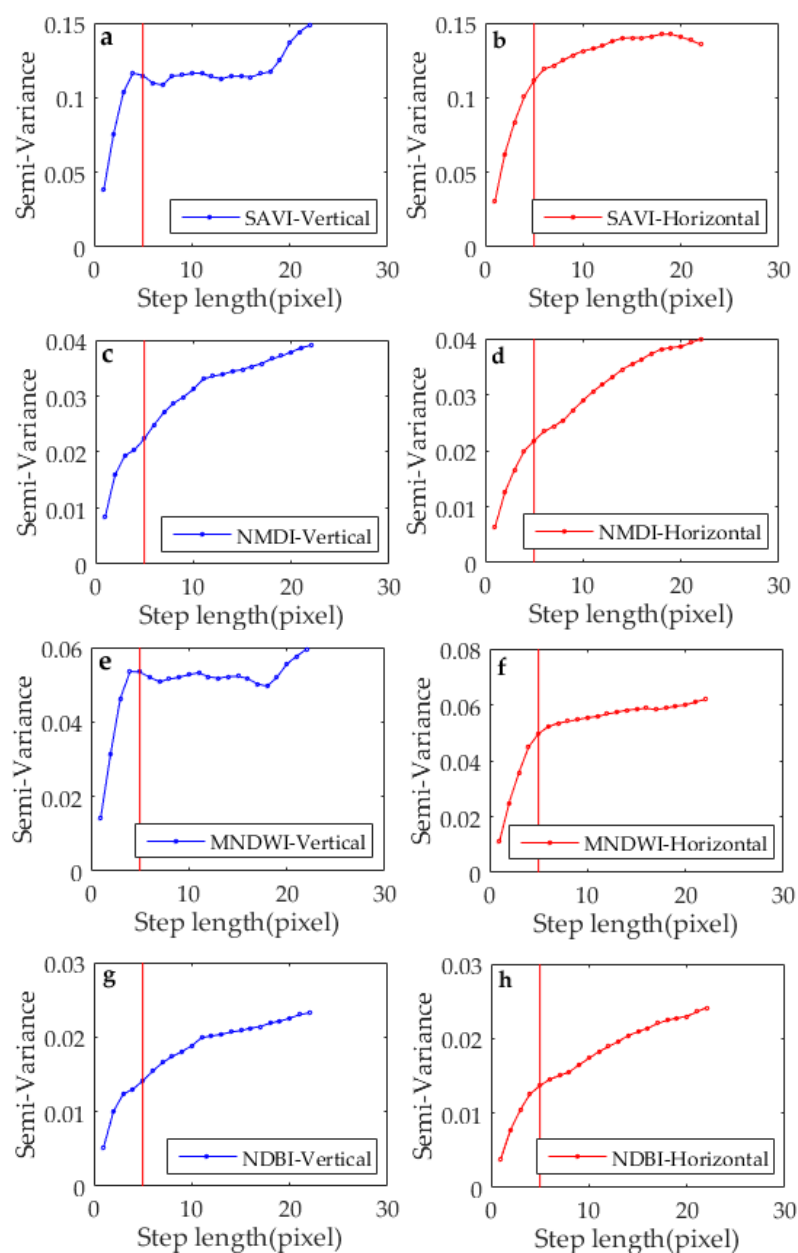 a
0.15
0.1
0.05
0
Semi-Variance
SAVI-Vertical
0 10 20 30
Step length(pixel)
b
0.15
0.1
0.05
0
Semi-Variance
SAVI-Horizontal
0 10 20 30
Step length(pixel)
c
0.04
0.03
0.02
0.01
0
Semi-Variance
NMDI-Vertical
0 10 20 30
Step length(pixel)
d
0.04
0.03
0.02
0.01
0
Semi-Variance
NMDI-Horizontal
0 10 20 30
Step length(pixel)
e
0.06
0.04
0.02
0
Semi-Variance
MNDWI-Vertical
0 10 20 30
Step length(pixel)
f
0.08
0.06
0.04
0.02
0
Semi-Variance
MNDWI-Horizontal
0 10 20 30
Step length(pixel)
g
0.03
0.02
0.01
0
Semi-Variance
NDBI-Vertical
0 10 20 30
Step length(pixel)
h
0.03
0.02
0.01
0
Semi-Variance
NDBI-Horizontal
0 10 20 30
Step length(pixel)